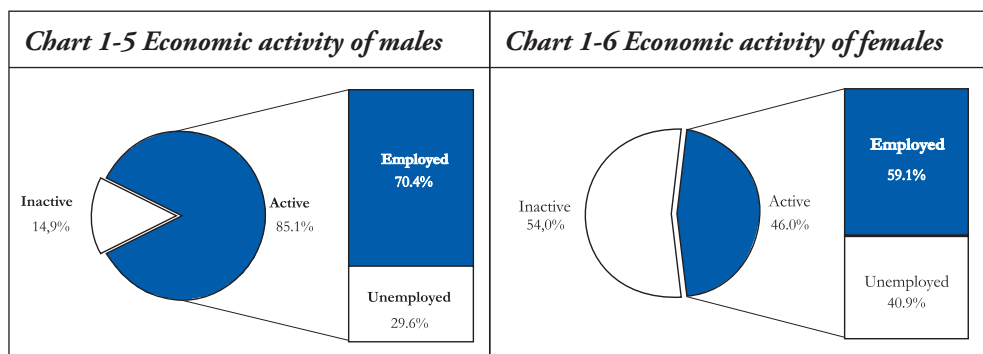 Chart 1-5 Economic activity of males
Employed
70.4%
Inactive
14,9%
Active
85.1%
Unemployed
29.6%
Chart 1-6 Economic activity of females
Employed
59.1%
Inactive
54,0%
Active
46.0%
Unemployed
40.9%